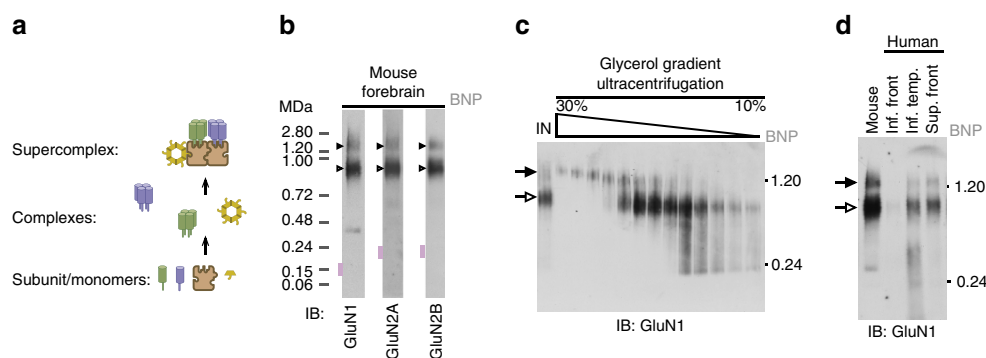 a
Supercomplex:
Complexes:
Subunit/monomers:
b
Mouse
forebrain
BNP
MDa
2.80
1.20
1.00
0.72
0.48
0.24
0.15
0.06
IB:
GluN1
GluN2A
GluN2B
c
Glycerol gradient
ultracentrifugation
30%
10%
IN
BNP
1.20
0.24
IB: GluN1
d
Human
Mouse
Inf. front
Inf. temp.
Sup. front
BNP
1.20
0.24
IB: GluN1